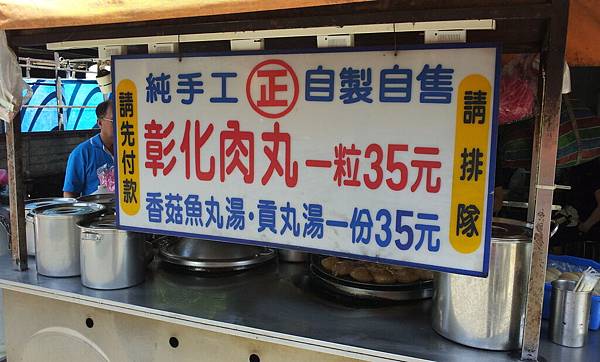 純手工 正 自製自售
請先付款
彰化肉丸一粒35元
香菇魚丸湯·貢丸湯一份35元
請排隊